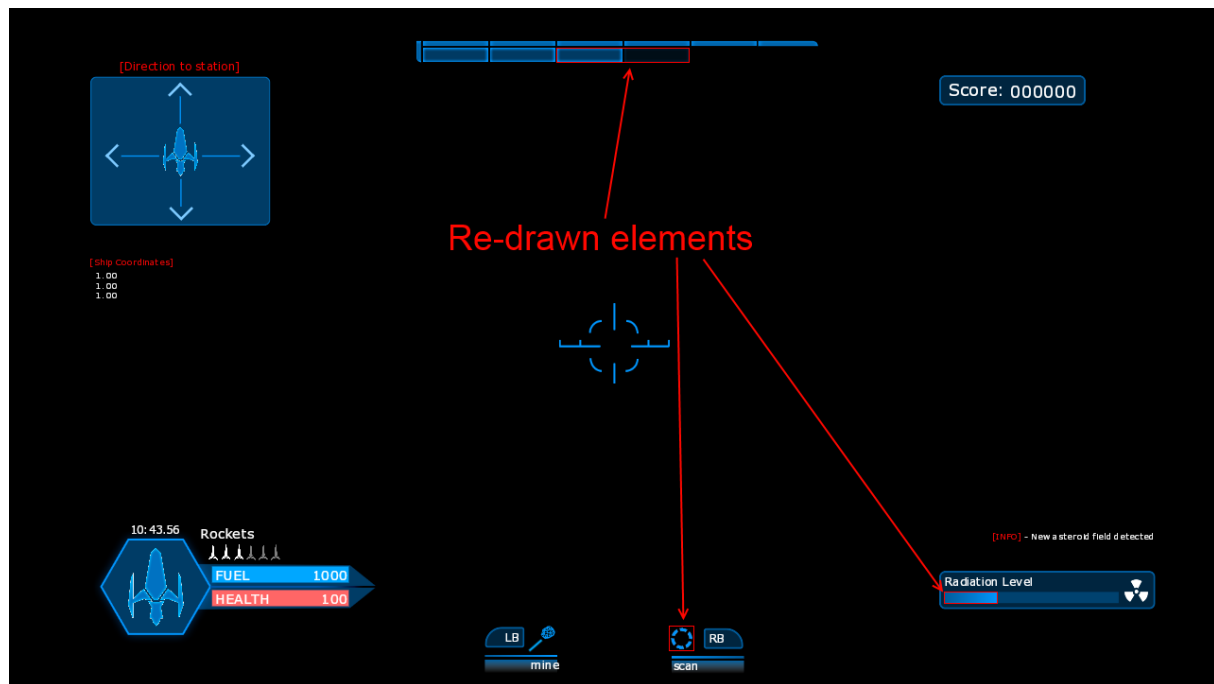 [Direction to station]
Score: 000000
Re-drawn elements
[Ship Coordinates]
1.00
1.00
1.00
10:43.56
Rockets
FUEL 1000
HEALTH 100
[INFO] - New asteroid field detected
Radiation Level
LB
mine
RB
scan